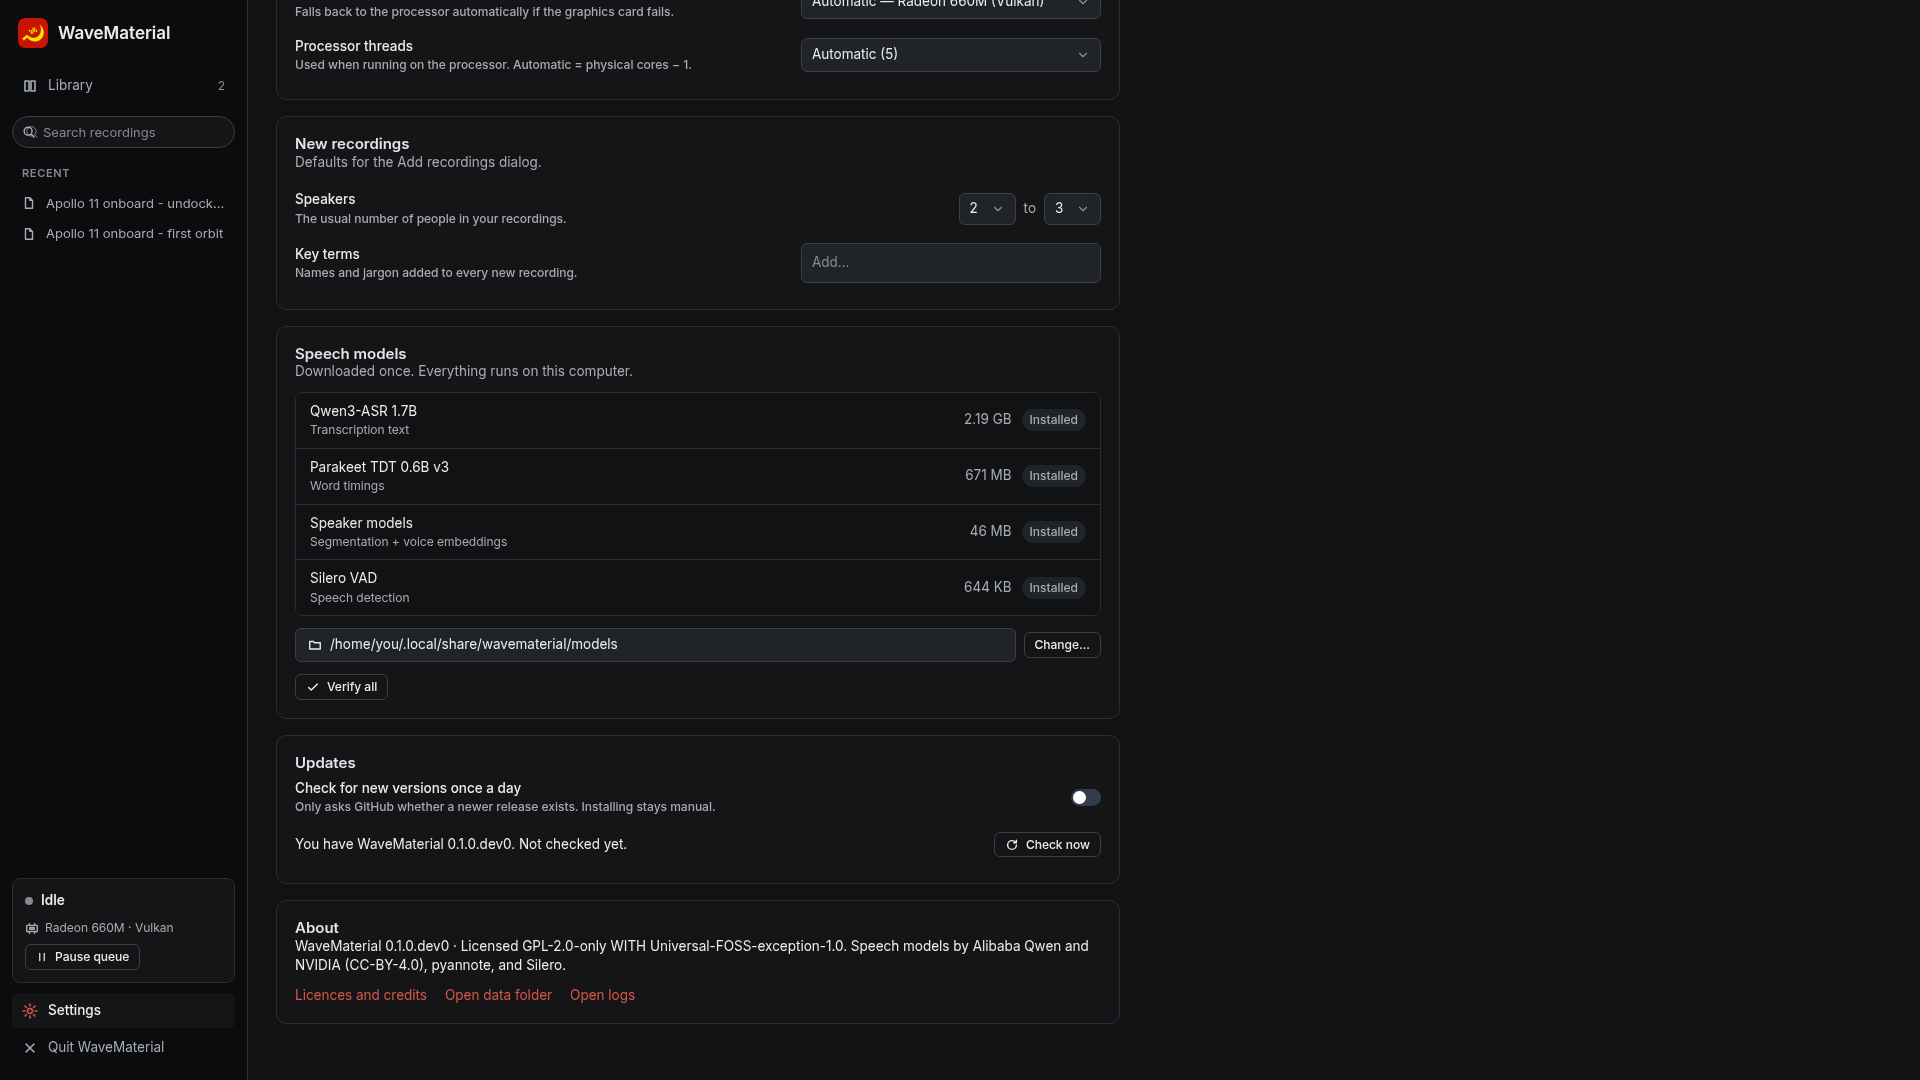 WaveMaterial
Library 2
Search recordings
RECENT
Apollo 11 onboard - undock...
Apollo 11 onboard - first orbit
Idle
Radeon 660M · Vulkan
Pause queue
Settings
Quit WaveMaterial
Falls back to the processor automatically if the graphics card fails.
Automatic — Radeon 660M (Vulkan)
Processor threads
Used when running on the processor. Automatic = physical cores − 1.
Automatic (5)
New recordings
Defaults for the Add recordings dialog.
Speakers
The usual number of people in your recordings.
2 to 3
Key terms
Names and jargon added to every new recording.
Add...
Speech models
Downloaded once. Everything runs on this computer.
Qwen3-ASR 1.7B
Transcription text
2.19 GB Installed
Parakeet TDT 0.6B v3
Word timings
671 MB Installed
Speaker models
Segmentation + voice embeddings
46 MB Installed
Silero VAD
Speech detection
644 KB Installed
/home/you/.local/share/wavematerial/models
Change...
Verify all
Updates
Check for new versions once a day
Only asks GitHub whether a newer release exists. Installing stays manual.
You have WaveMaterial 0.1.0.dev0. Not checked yet.
Check now
About
WaveMaterial 0.1.0.dev0 · Licensed GPL-2.0-only WITH Universal-FOSS-exception-1.0. Speech models by Alibaba Qwen and
NVIDIA (CC-BY-4.0), pyannote, and Silero.
Licences and credits Open data folder Open logs